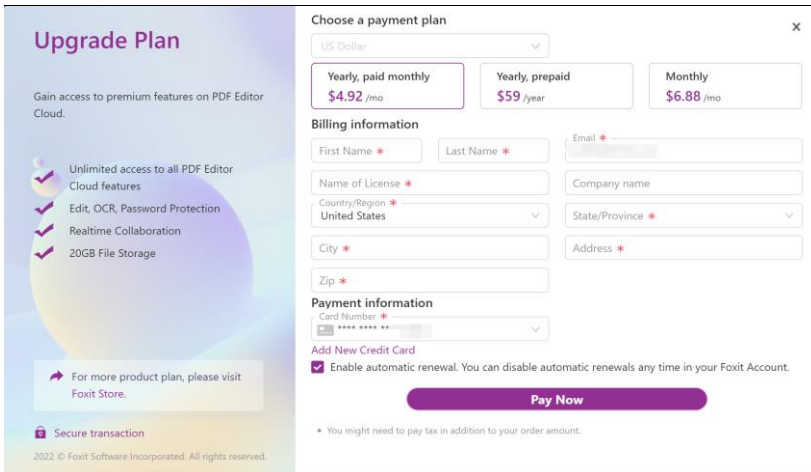 Upgrade Plan
Gain access to premium features on PDF Editor
Cloud.
Unlimited access to all PDF Editor
Cloud features
Edit, OCR, Password Protection
Realtime Collaboration
20GB File Storage
For more product plan, please visit
Foxit Store.
Secure transaction
2022 © Foxit Software Incorporated. All rights reserved.
Choose a payment plan
×
US Dollar
Yearly, paid monthly
$4.92 /mo
Yearly, prepaid
$59 /year
Monthly
$6.88 /mo
Billing information
First Name *
Last Name *
Email *
Name of License *
Company name
Country/Region *
United States
State/Province *
City *
Address *
Zip *
Payment information
Card Number *
**** **** **
Add New Credit Card
Enable automatic renewal. You can disable automatic renewals any time in your Foxit Account.
Pay Now
• You might need to pay tax in addition to your order amount.